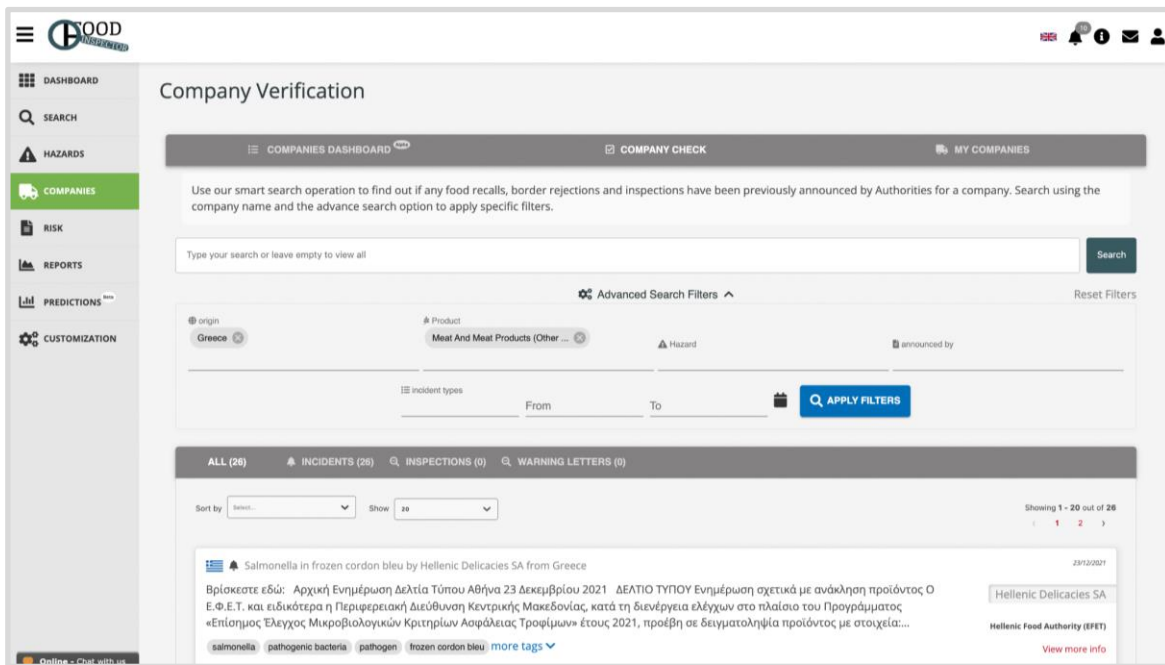 FOOD
INSPECTOR
16
DASHBOARD
SEARCH
HAZARDS
COMPANIES
RISK
REPORTS
PREDICTIONS Beta
CUSTOMIZATION
Company Verification
COMPANIES DASHBOARD
COMPANY CHECK
MY COMPANIES
Use our smart search operation to find out if any food recalls, border rejections and inspections have been previously announced by Authorities for a company. Search using the
company name and the advance search option to apply specific filters.
Type your search or leave empty to view all
Search
Advanced Search Filters
Reset Filters
origin
Greece
Product
Meat And Meat Products (Other ...
Hazard
announced by
incident types
From
To
APPLY FILTERS
ALL (26)
INCIDENTS (26)
INSPECTIONS (0)
WARNING LETTERS (0)
Sort by
Select...
Show
20
Showing 1 - 20 out of 26
‹ 1 2 ›
Salmonella in frozen cordon bleu by Hellenic Delicacies SA from Greece
23/12/2021
Βρίσκεστε εδώ: Αρχική Ενημέρωση Δελτία Τύπου Αθήνα 23 Δεκεμβρίου 2021 ΔΕΛΤΙΟ ΤΥΠΟΥ Ενημέρωση σχετικά με ανάκληση προϊόντος Ο
Ε.Φ.Ε.Τ. και ειδικότερα η Περιφερειακή Διεύθυνση Κεντρικής Μακεδονίας, κατά τη διενέργεια ελέγχων στο πλαίσιο του Προγράμματος
«Επίσημος Έλεγχος Μικροβιολογικών Κριτηρίων Ασφάλειας Τροφίμων» έτους 2021, προέβη σε δειγματοληψία προϊόντος με στοιχεία:...
Hellenic Delicacies SA
Hellenic Food Authority (EFET)
View more info
salmonella pathogenic bacteria pathogen frozen cordon bleu more tags
Online - Chat with us